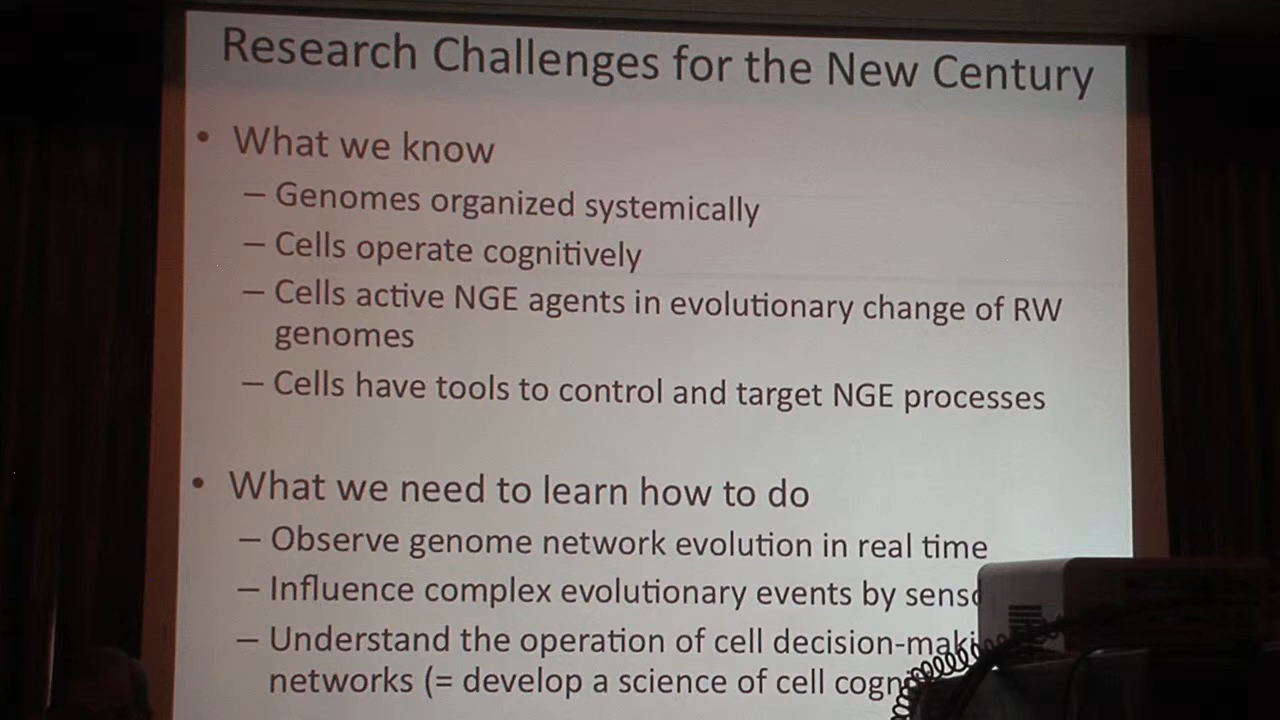 Research Challenges for the New Century
• What we know
– Genomes organized systemically
– Cells operate cognitively
– Cells active NGE agents in evolutionary change of RW
genomes
– Cells have tools to control and target NGE processes
• What we need to learn how to do
– Observe genome network evolution in real time
– Influence complex evolutionary events by
– Understand the operation of cell
networks (= develop a science of cell